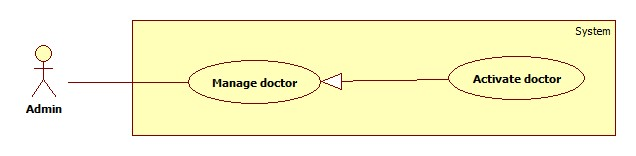 System
Manage doctor
Activate doctor
Admin